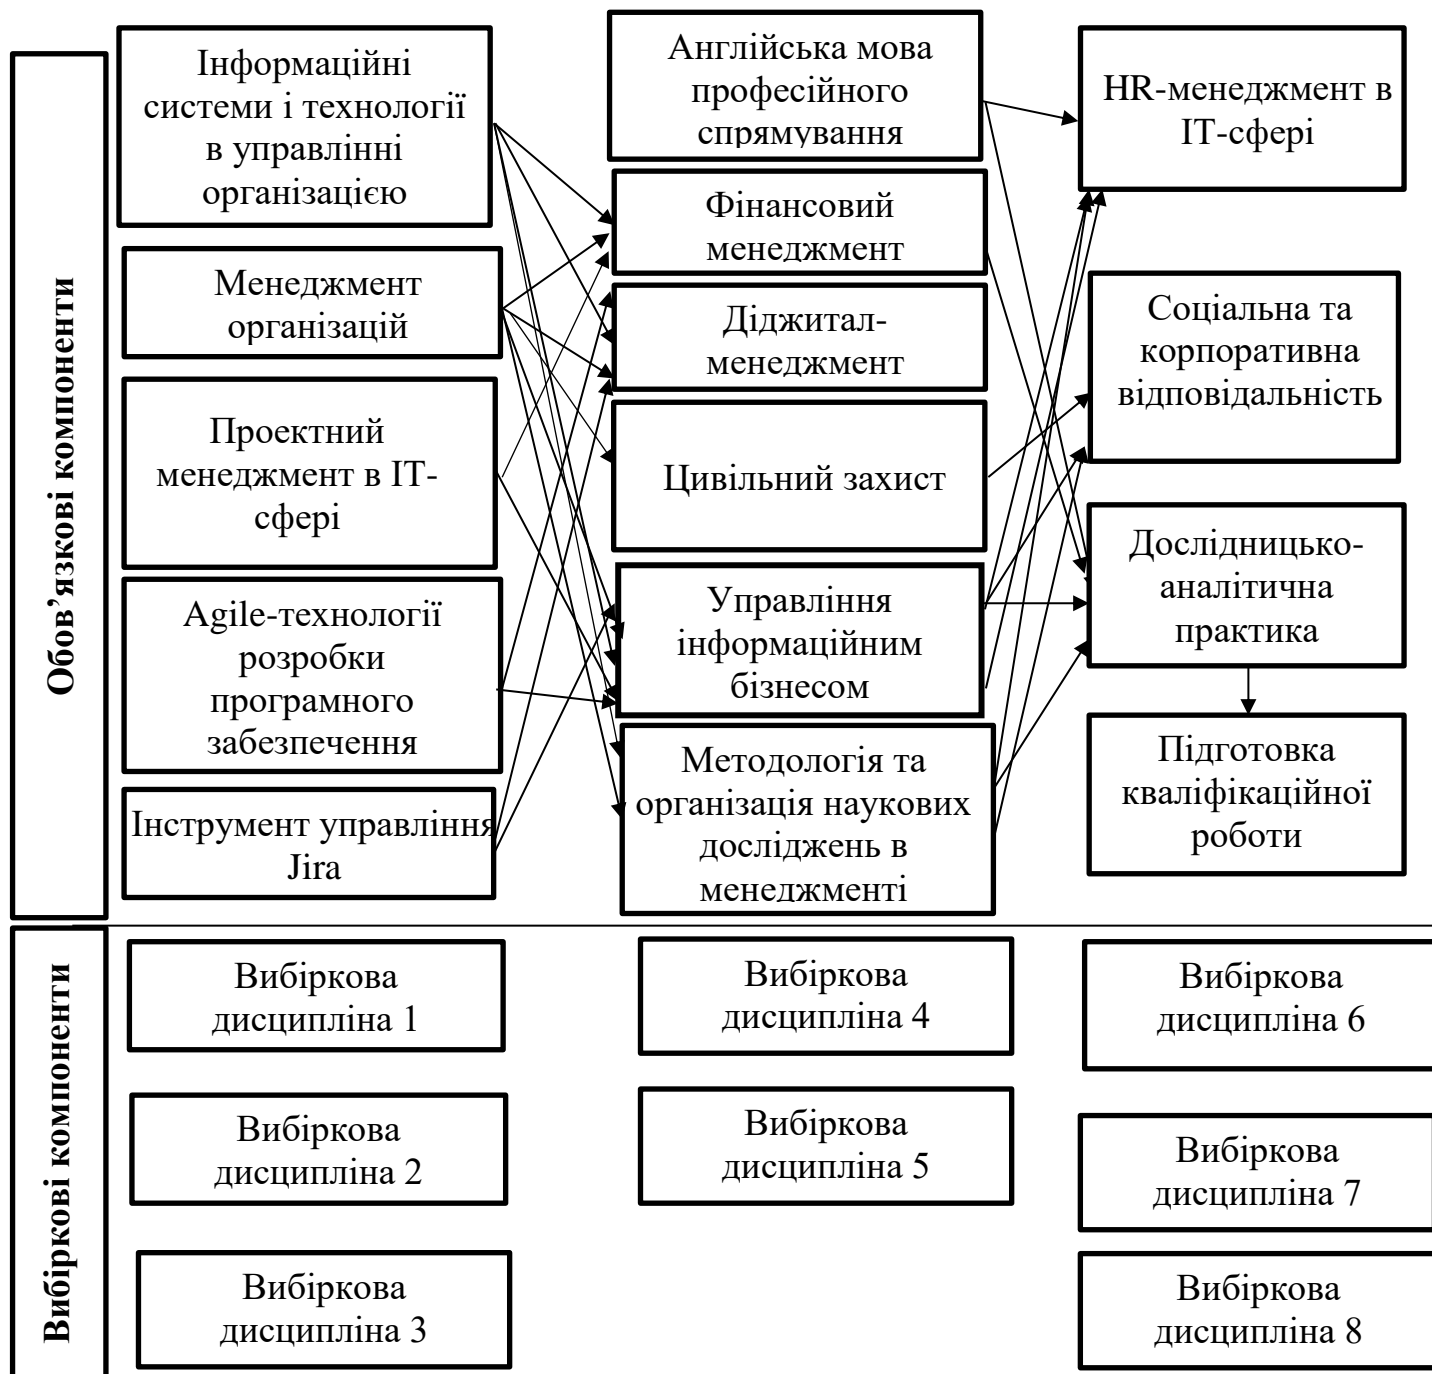 Обов’язкові компоненти
Інформаційні
системи і технології
в управлінні
організацією
Менеджмент
організацій
Проектний
менеджмент в ІТ-
сфері
Agile-технології
розробки
програмного
забезпечення
Інструмент управління
Jira
Англійська мова
професійного
спрямування
Фінансовий
менеджмент
Діджитал-
менеджмент
Цивільний захист
Управління
інформаційним
бізнесом
Методологія та
організація наукових
досліджень в
менеджменті
HR-менеджмент в
ІТ-сфері
Соціальна та
корпоративна
відповідальність
Дослідницько-
аналітична
практика
Підготовка
кваліфікаційної
роботи
Вибіркові компоненти
Вибіркова
дисципліна 1
Вибіркова
дисципліна 2
Вибіркова
дисципліна 3
Вибіркова
дисципліна 4
Вибіркова
дисципліна 5
Вибіркова
дисципліна 6
Вибіркова
дисципліна 7
Вибіркова
дисципліна 8